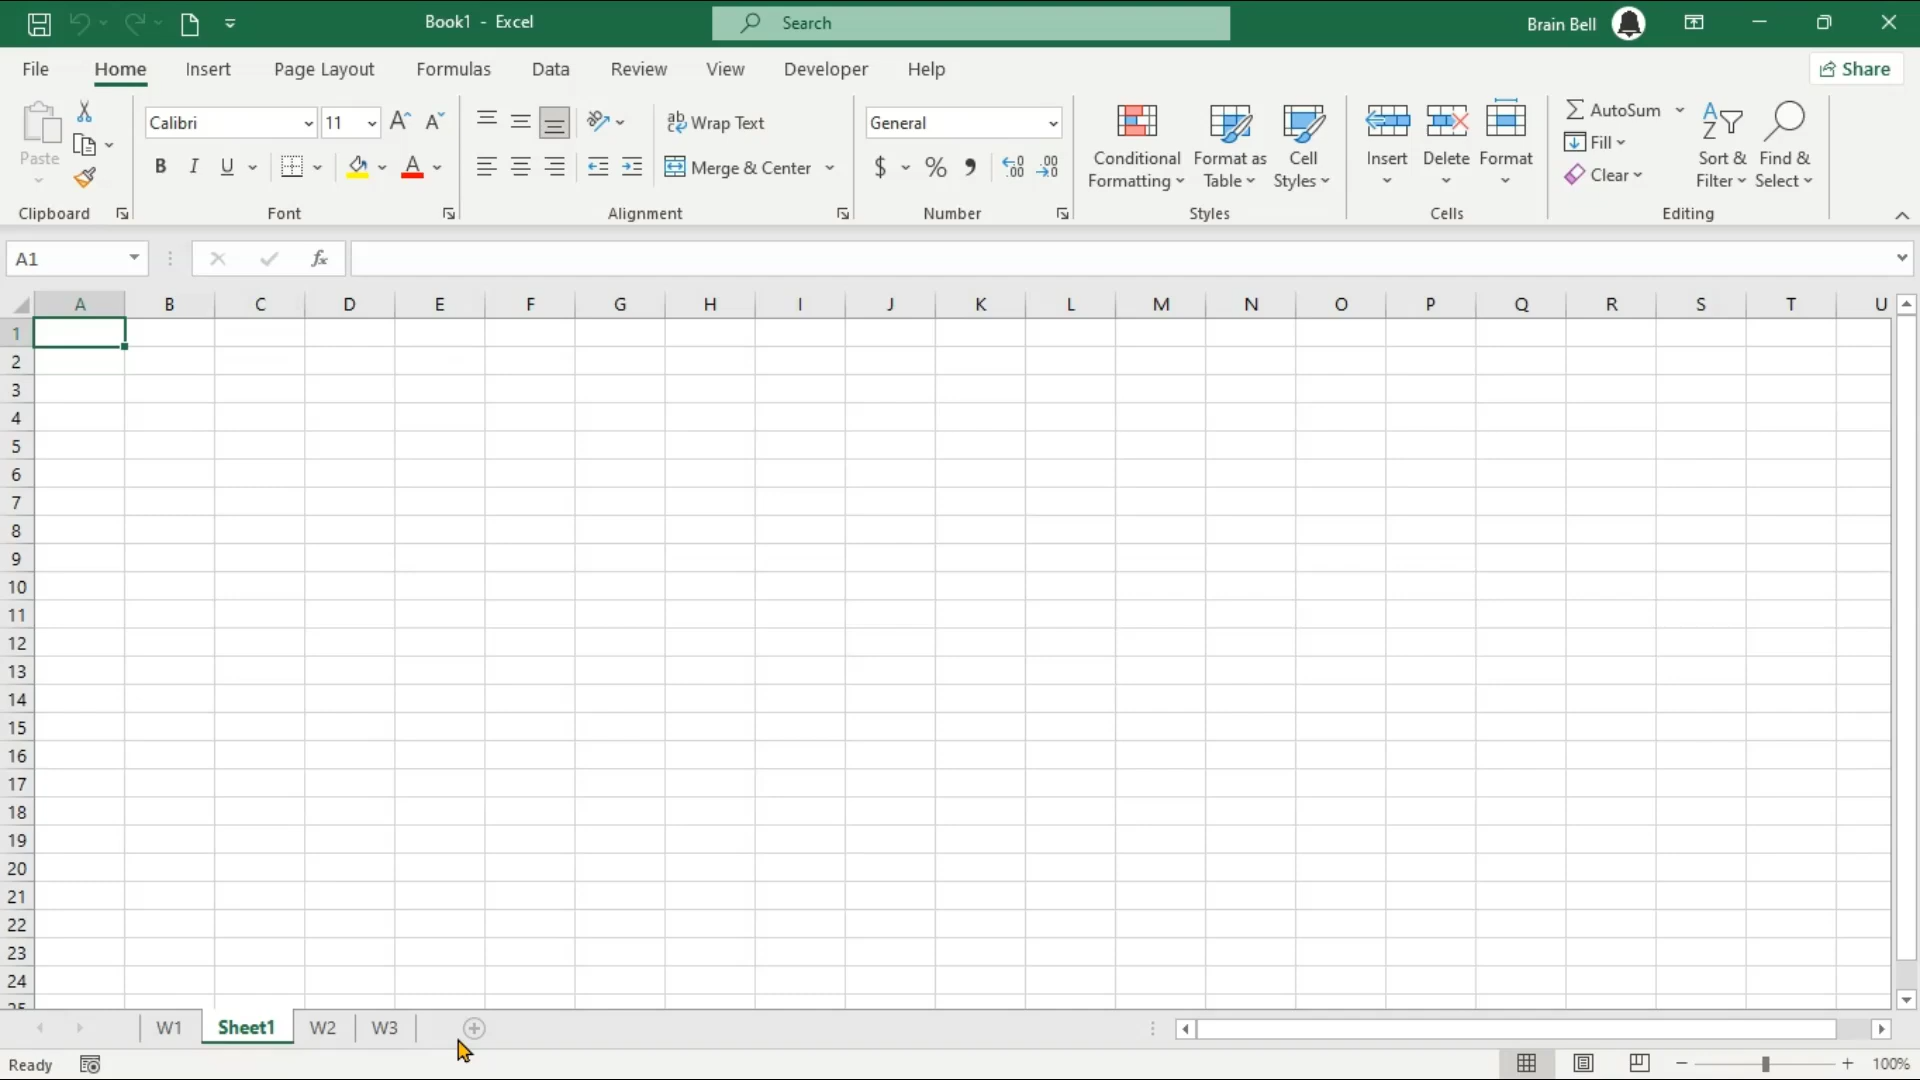 Book1 - Excel
Search
Brain Bell
File Home Insert Page Layout Formulas Data Review View Developer Help Share
Paste
Clipboard
Calibri 11
A A
B I U A
Font
ab Wrap Text
Merge & Center
Alignment
General
$ % ,
Number
Conditional Formatting
Format as Table
Cell Styles
Styles
Insert
Delete
Format
Cells
AutoSum
Fill
Clear
Sort & Filter
Find & Select
Editing
A1 fx
A B C D E F G H I J K L M N O P Q R S T U
1
2
3
4
5
6
7
8
9
10
11
12
13
14
15
16
17
18
19
20
21
22
23
24
25
W1 Sheet1 W2 W3
Ready
100%